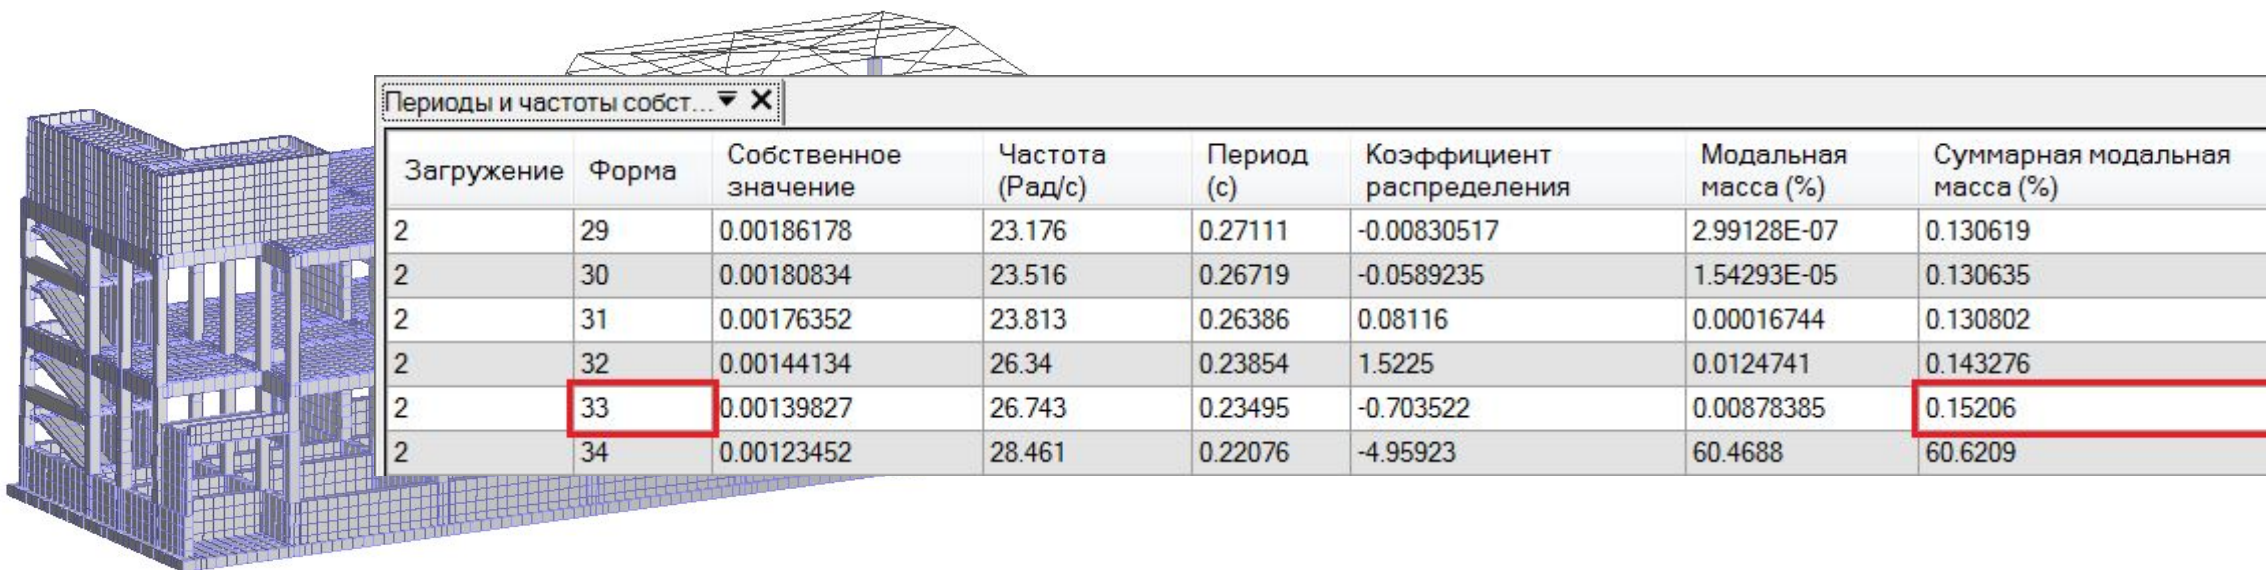 Периоды и частоты собст...
Загружение Форма Собственное значение Частота (Рад/с) Период (с) Коэффициент распределения Модальная масса (%) Суммарная модальная масса (%)
2 29 0.00186178 23.176 0.27111 -0.00830517 2.99128E-07 0.130619
2 30 0.00180834 23.516 0.26719 -0.0589235 1.54293E-05 0.130635
2 31 0.00176352 23.813 0.26386 0.08116 0.00016744 0.130802
2 32 0.00144134 26.34 0.23854 1.5225 0.0124741 0.143276
2 33 0.00139827 26.743 0.23495 -0.703522 0.00878385 0.15206
2 34 0.00123452 28.461 0.22076 -4.95923 60.4688 60.6209